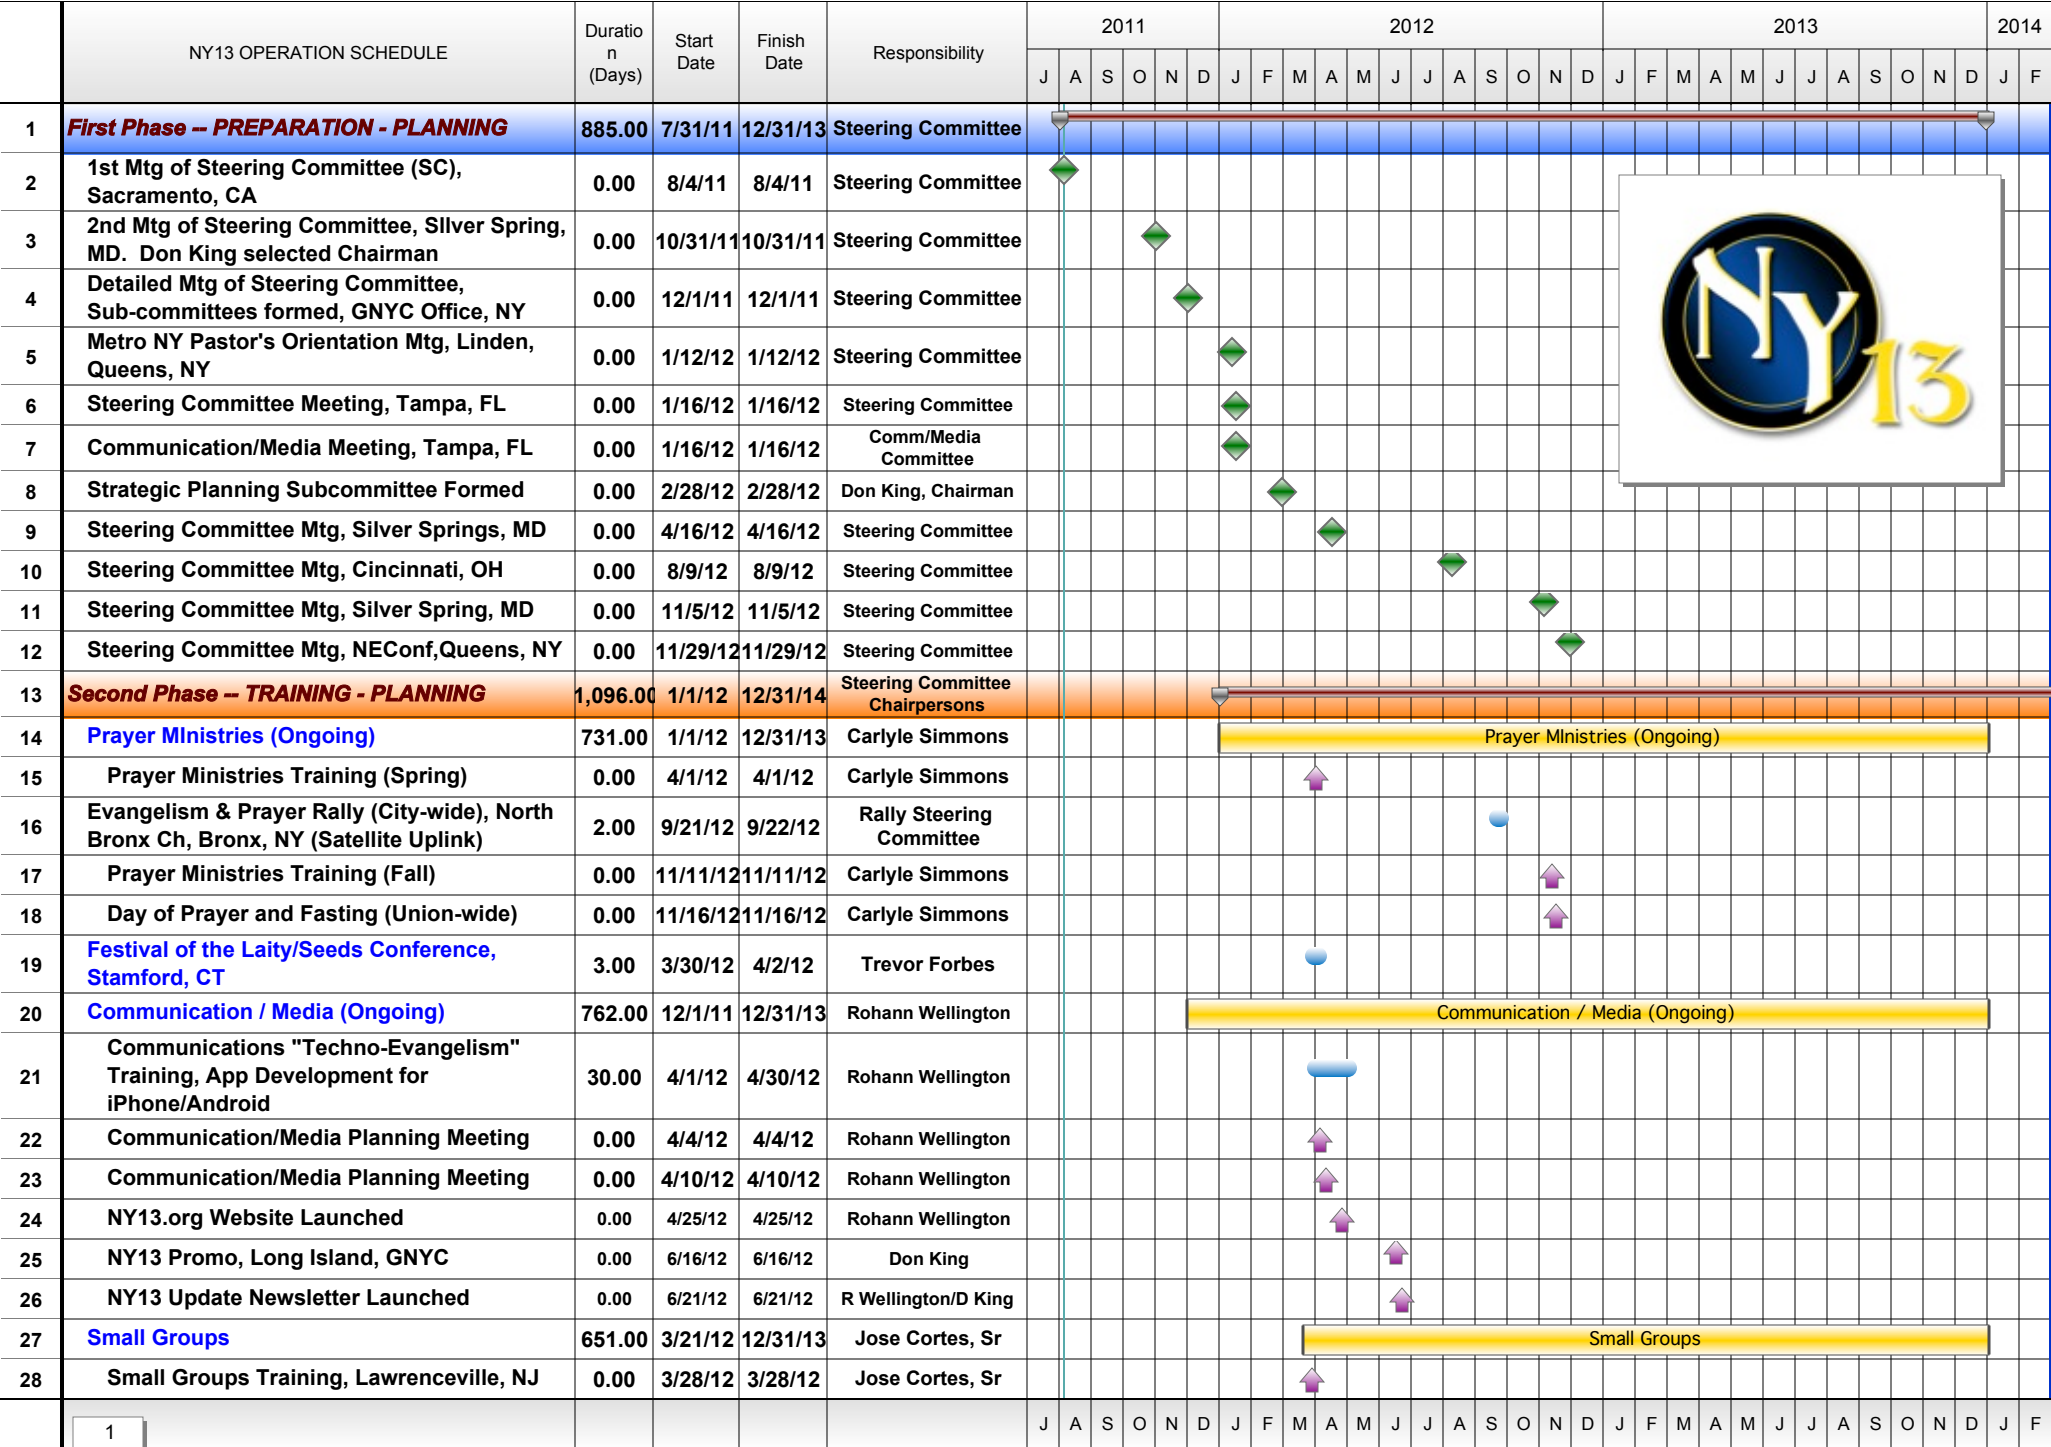 NY13 OPERATION SCHEDULE Duratio n (Days) Start Date Finish Date Responsibility 2011 2012 2013 2014
J A S O N D J F M A M J J A S O N D J F M A M J J A S O N D J F
1 First Phase -- PREPARATION - PLANNING 885.00 7/31/11 12/31/13 Steering Committee
2 1st Mtg of Steering Committee (SC),
Sacramento, CA 0.00 8/4/11 8/4/11 Steering Committee
3 2nd Mtg of Steering Committee, SIlver Spring,
MD. Don King selected Chairman 0.00 10/31/11 10/31/11 Steering Committee
4 Detailed Mtg of Steering Committee,
Sub-committees formed, GNYC Office, NY 0.00 12/1/11 12/1/11 Steering Committee
5 Metro NY Pastor's Orientation Mtg, Linden,
Queens, NY 0.00 1/12/12 1/12/12 Steering Committee
NY 13
6 Steering Committee Meeting, Tampa, FL 0.00 1/16/12 1/16/12 Steering Committee
7 Communication/Media Meeting, Tampa, FL 0.00 1/16/12 1/16/12 Comm/Media
Committee
8 Strategic Planning Subcommittee Formed 0.00 2/28/12 2/28/12 Don King, Chairman
9 Steering Committee Mtg, Silver Springs, MD 0.00 4/16/12 4/16/12 Steering Committee
10 Steering Committee Mtg, Cincinnati, OH 0.00 8/9/12 8/9/12 Steering Committee
11 Steering Committee Mtg, Silver Spring, MD 0.00 11/5/12 11/5/12 Steering Committee
12 Steering Committee Mtg, NEConf,Queens, NY 0.00 11/29/12 11/29/12 Steering Committee
13 Second Phase -- TRAINING - PLANNING 1,096.00 1/1/12 12/31/14 Steering Committee
Chairpersons
14 Prayer MInistries (Ongoing) 731.00 1/1/12 12/31/13 Carlyle Simmons Prayer MInistries (Ongoing)
15 Prayer Ministries Training (Spring) 0.00 4/1/12 4/1/12 Carlyle Simmons
16 Evangelism & Prayer Rally (City-wide), North
Bronx Ch, Bronx, NY (Satellite Uplink) 2.00 9/21/12 9/22/12 Rally Steering
Committee
17 Prayer Ministries Training (Fall) 0.00 11/11/12 11/11/12 Carlyle Simmons
18 Day of Prayer and Fasting (Union-wide) 0.00 11/16/12 11/16/12 Carlyle Simmons
19 Festival of the Laity/Seeds Conference,
Stamford, CT 3.00 3/30/12 4/2/12 Trevor Forbes
20 Communication / Media (Ongoing) 762.00 12/1/11 12/31/13 Rohann Wellington Communication / Media (Ongoing)
21 Communications "Techno-Evangelism"
Training, App Development for
iPhone/Android 30.00 4/1/12 4/30/12 Rohann Wellington
22 Communication/Media Planning Meeting 0.00 4/4/12 4/4/12 Rohann Wellington
23 Communication/Media Planning Meeting 0.00 4/10/12 4/10/12 Rohann Wellington
24 NY13.org Website Launched 0.00 4/25/12 4/25/12 Rohann Wellington
25 NY13 Promo, Long Island, GNYC 0.00 6/16/12 6/16/12 Don King
26 NY13 Update Newsletter Launched 0.00 6/21/12 6/21/12 R Wellington/D King
27 Small Groups 651.00 3/21/12 12/31/13 Jose Cortes, Sr Small Groups
28 Small Groups Training, Lawrenceville, NJ 0.00 3/28/12 3/28/12 Jose Cortes, Sr
1 J A S O N D J F M A M J J A S O N D J F M A M J J A S O N D J F